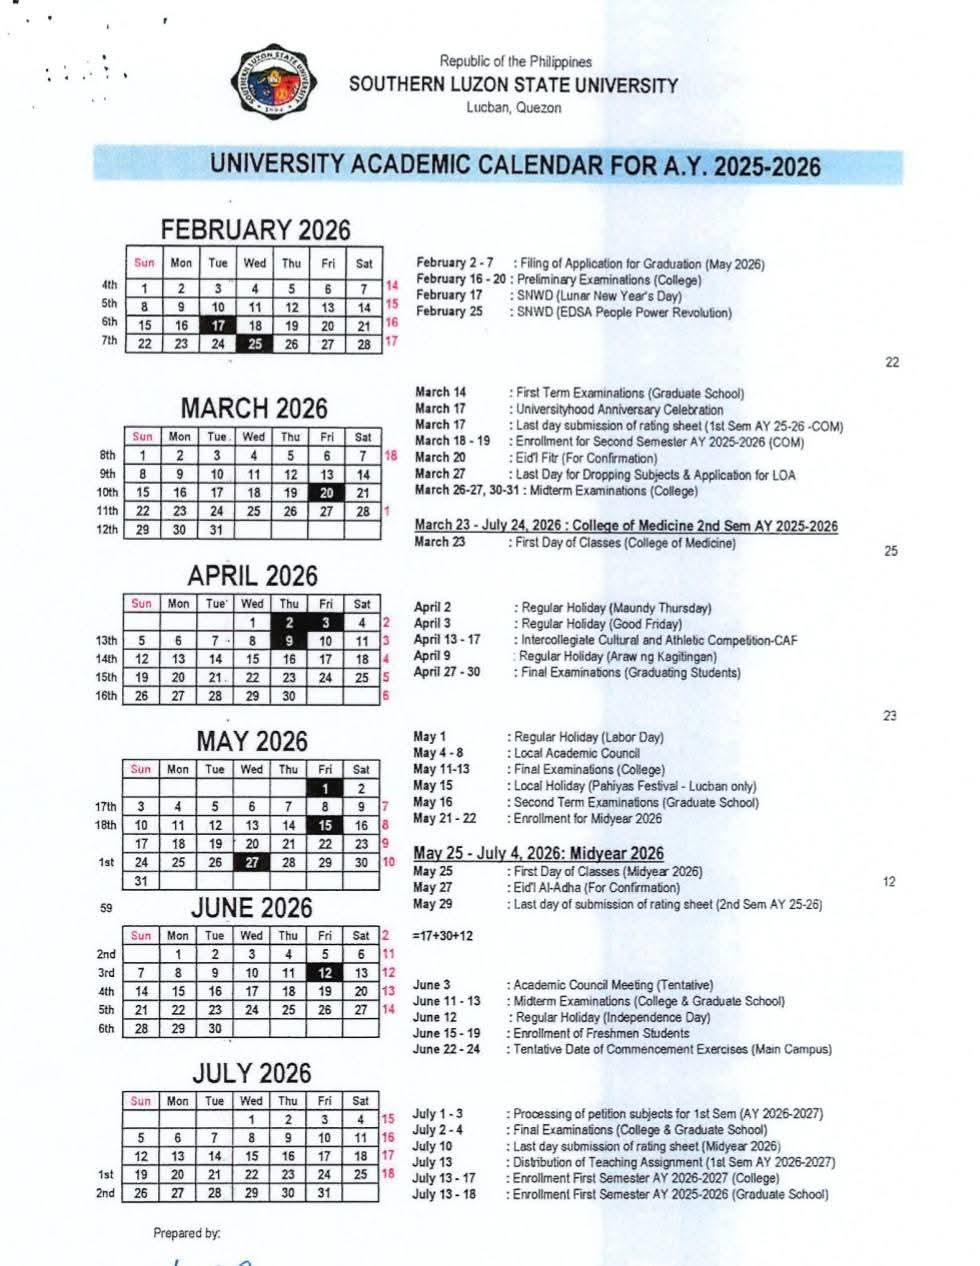 Republic of the Philippines
SOUTHERN LUZON STATE UNIVERSITY
Lucban, Quezon
UNIVERSITY ACADEMIC CALENDAR FOR A.Y. 2025-2026
FEBRUARY 2026
Sun Mon Tue Wed Thu Fri Sat
4th 1 2 3 4 5 6 7 14
5th 8 9 10 11 12 13 14 15
6th 15 16 17 18 19 20 21 16
7th 22 23 24 25 26 27 28 17
February 2 - 7 : Filing of Application for Graduation (May 2026)
February 16 - 20 : Preliminary Examinations (College)
February 17 : SNWD (Lunar New Year's Day)
February 25 : SNWD (EDSA People Power Revolution)
22
MARCH 2026
Sun Mon Tue Wed Thu Fri Sat
8th 1 2 3 4 5 6 7 18
9th 8 9 10 11 12 13 14
10th 15 16 17 18 19 20 21
11th 22 23 24 25 26 27 28 1
12th 29 30 31
March 14 : First Term Examinations (Graduate School)
March 17 : Universityhood Anniversary Celebration
March 17 : Last day submission of rating sheet (1st Sem AY 25-26 -COM)
March 18 - 19 : Enrollment for Second Semester AY 2025-2026 (COM)
March 20 : Eid'l Fitr (For Confirmation)
March 27 : Last Day for Dropping Subjects & Application for LOA
March 26-27, 30-31 : Midterm Examinations (College)
March 23 - July 24, 2026 : College of Medicine 2nd Sem AY 2025-2026
March 23 : First Day of Classes (College of Medicine)
25
APRIL 2026
Sun Mon Tue Wed Thu Fri Sat
1 2 3 4 2
13th 5 6 7 8 9 10 11 3
14th 12 13 14 15 16 17 18 4
15th 19 20 21 22 23 24 25 5
16th 26 27 28 29 30 6
April 2 : Regular Holiday (Maundy Thursday)
April 3 : Regular Holiday (Good Friday)
April 13 - 17 : Intercollegiate Cultural and Athletic Competition-CAF
April 9 : Regular Holiday (Araw ng Kagitingan)
April 27 - 30 : Final Examinations (Graduating Students)
23
MAY 2026
Sun Mon Tue Wed Thu Fri Sat
1 2
17th 3 4 5 6 7 8 9 7
18th 10 11 12 13 14 15 16 8
17 18 19 20 21 22 23 9
1st 24 25 26 27 28 29 30 10
31
May 1 : Regular Holiday (Labor Day)
May 4 - 8 : Local Academic Council
May 11-13 : Final Examinations (College)
May 15 : Local Holiday (Pahiyas Festival - Lucban only)
May 16 : Second Term Examinations (Graduate School)
May 21 - 22 : Enrollment for Midyear 2026
May 25 - July 4, 2026: Midyear 2026
May 25 : First Day of Classes (Midyear 2026)
May 27 : Eid'l Al-Adha (For Confirmation)
May 29 : Last day of submission of rating sheet (2nd Sem AY 25-26)
12
59
JUNE 2026
Sun Mon Tue Wed Thu Fri Sat 2
2nd 1 2 3 4 5 6 11
3rd 7 8 9 10 11 12 13 12
4th 14 15 16 17 18 19 20 13
5th 21 22 23 24 25 26 27 14
6th 28 29 30
=17+30+12
June 3 : Academic Council Meeting (Tentative)
June 11 - 13 : Midterm Examinations (College & Graduate School)
June 12 : Regular Holiday (Independence Day)
June 15 - 19 : Enrollment of Freshmen Students
June 22 - 24 : Tentative Date of Commencement Exercises (Main Campus)
JULY 2026
Sun Mon Tue Wed Thu Fri Sat
1 2 3 4 15
5 6 7 8 9 10 11 16
12 13 14 15 16 17 18 17
1st 19 20 21 22 23 24 25 18
2nd 26 27 28 29 30 31
July 1 - 3 : Processing of petition subjects for 1st Sem (AY 2026-2027)
July 2 - 4 : Final Examinations (College & Graduate School)
July 10 : Last day submission of rating sheet (Midyear 2026)
July 13 : Distribution of Teaching Assignment (1st Sem AY 2026-2027)
July 13 - 17 : Enrollment First Semester AY 2026-2027 (College)
July 13 - 18 : Enrollment First Semester AY 2025-2026 (Graduate School)
Prepared by: